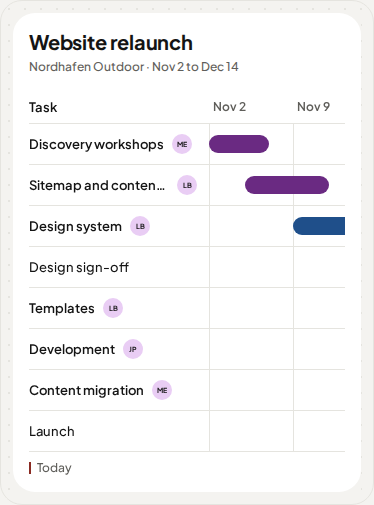 Website relaunch
Nordhafen Outdoor · Nov 2 to Dec 14
Task Nov 2 Nov 9
Discovery workshops ME
Sitemap and conten… LB
Design system LB
Design sign-off
Templates LB
Development JP
Content migration ME
Launch
Today